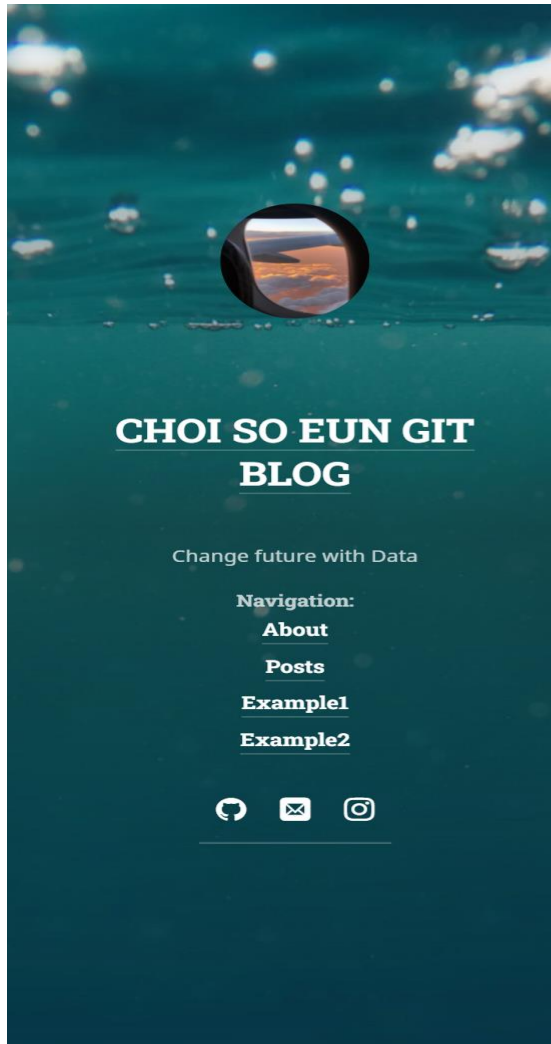 CHOI SO EUN GIT
BLOG
Change future with Data
Navigation:
About
Posts
Example1
Example2